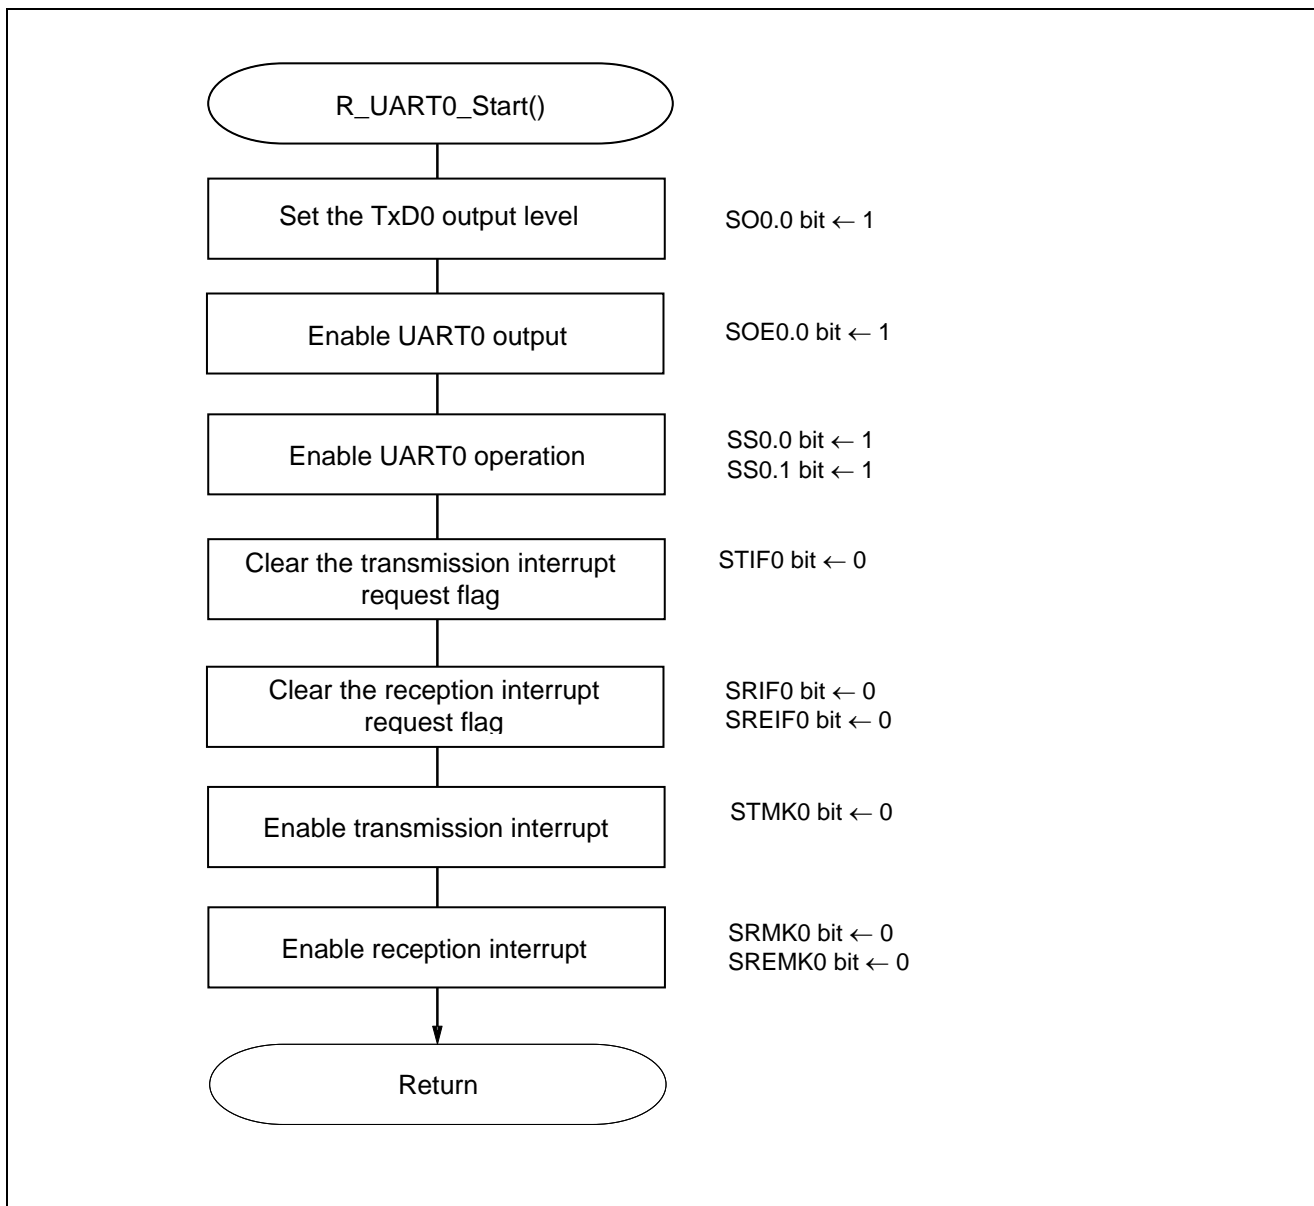 R_UART0_Start()
Set the TxD0 output level
SO0.0 bit ← 1
Enable UART0 output
SOE0.0 bit ← 1
Enable UART0 operation
SS0.0 bit ← 1
SS0.1 bit ← 1
Clear the transmission interrupt
request flag
STIF0 bit ← 0
Clear the reception interrupt
request flag
SRIF0 bit ← 0
SREIF0 bit ← 0
Enable transmission interrupt
STMK0 bit ← 0
Enable reception interrupt
SRMK0 bit ← 0
SREMK0 bit ← 0
Return